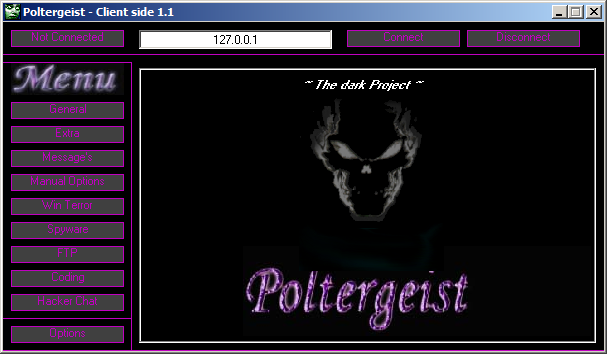 Poltergeist - Client side 1.1
Not Connected
127.0.0.1
Connect
Disconnect
Menu
~ The dark Project ~
General
Extra
Message's
Manual Options
Win Terror
Spyware
FTP
Coding
Hacker Chat
Options
Poltergeist